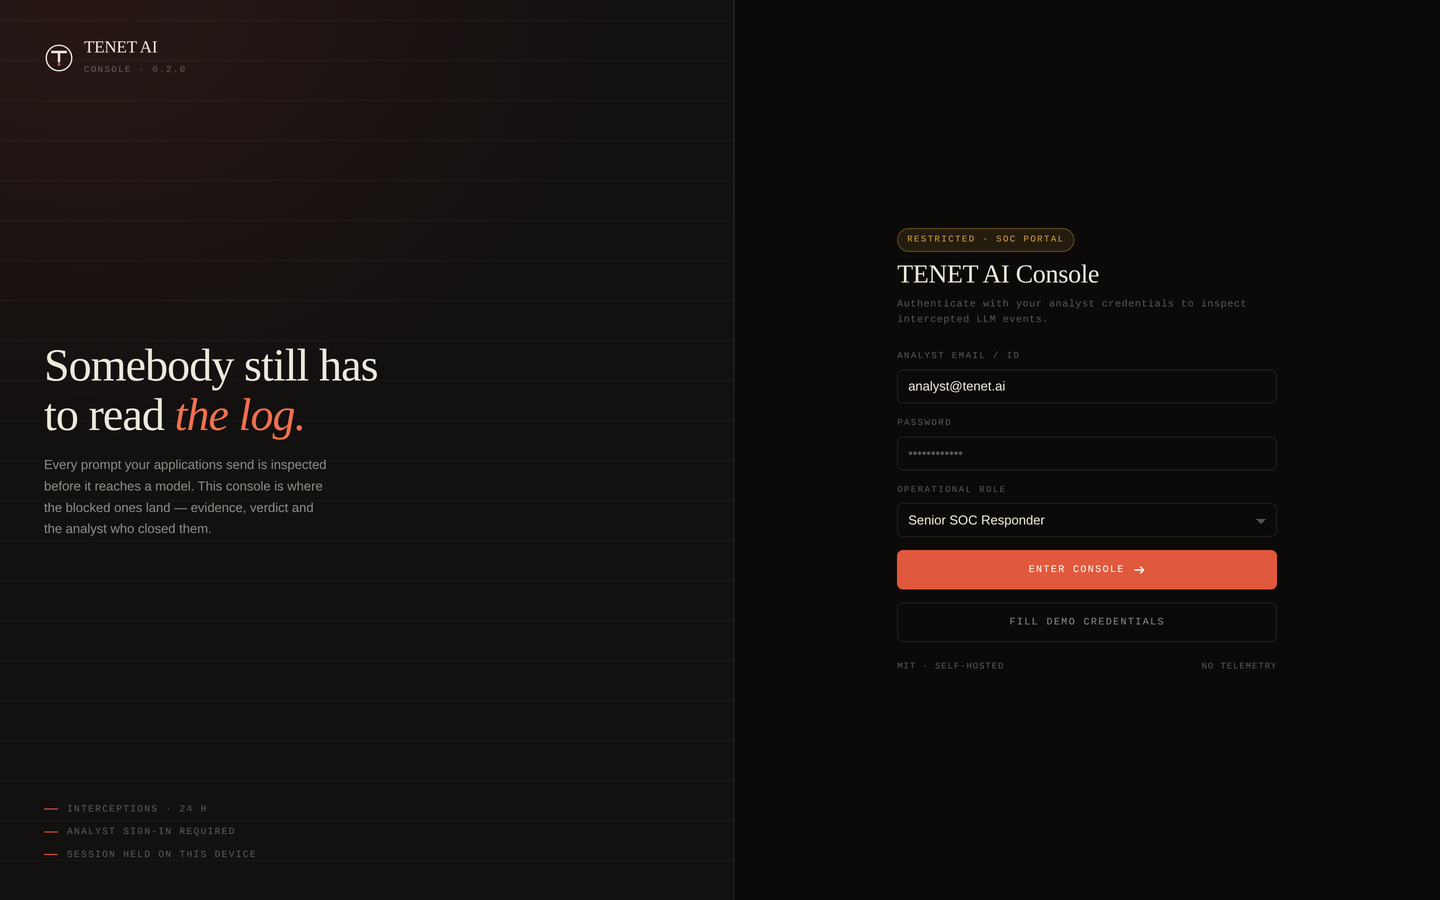 TENET AI
CONSOLE · 0.2.0
Somebody still has
to read the log.
Every prompt your applications send is inspected
before it reaches a model. This console is where
the blocked ones land — evidence, verdict and
the analyst who closed them.
INTERCEPTIONS · 24 H
ANALYST SIGN-IN REQUIRED
SESSION HELD ON THIS DEVICE
RESTRICTED · SOC PORTAL
TENET AI Console
Authenticate with your analyst credentials to inspect
intercepted LLM events.
ANALYST EMAIL / ID
analyst@tenet.ai
PASSWORD
••••••••••••
OPERATIONAL ROLE
Senior SOC Responder
ENTER CONSOLE →
FILL DEMO CREDENTIALS
MIT · SELF-HOSTED
NO TELEMETRY